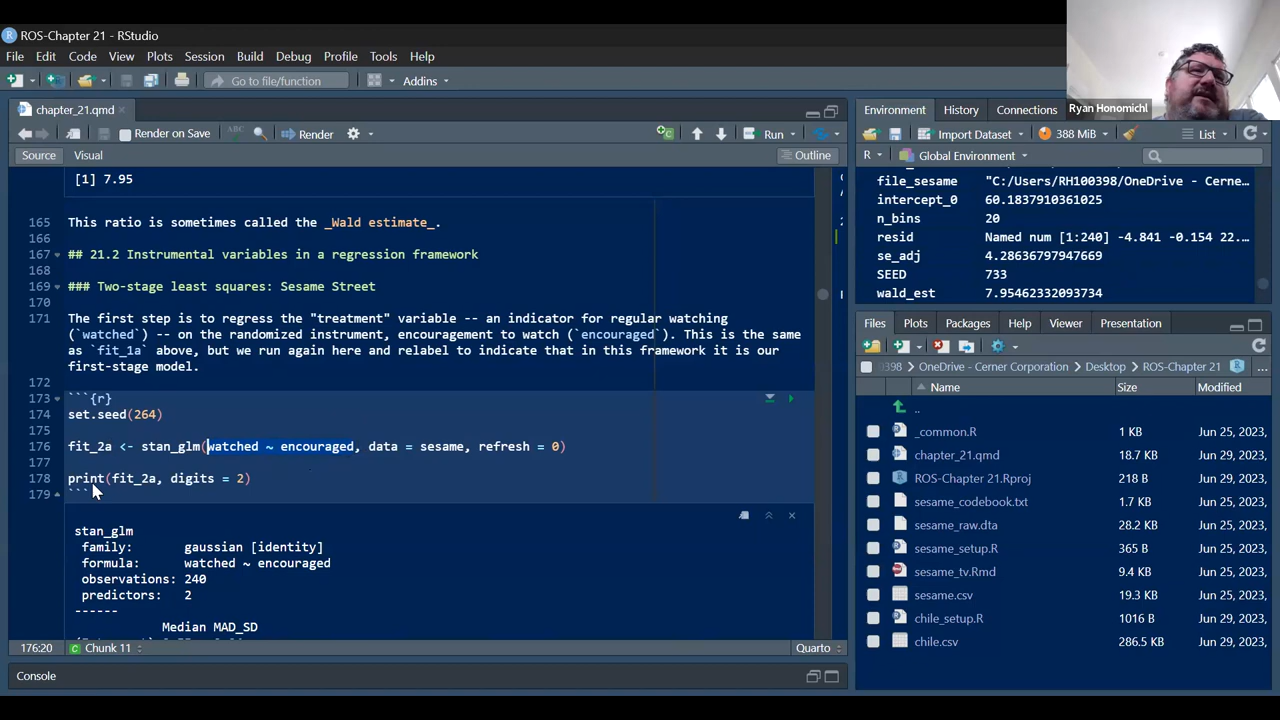 ROS-Chapter 21 - RStudio
File Edit Code View Plots Session Build Debug Profile Tools Help
Go to file/function
Addins
Ryan Honomichl
chapter_21.qmd
Render on Save
Render
Run
Source
Visual
Outline
[1] 7.95
165 This ratio is sometimes called the _Wald estimate_.
166
167 ## 21.2 Instrumental variables in a regression framework
168
169 ### Two-stage least squares: Sesame Street
170
171 The first step is to regress the "treatment" variable -- an indicator for regular watching
(`watched`) -- on the randomized instrument, encouragement to watch (`encouraged`). This is the same
as `fit_1a` above, but we run again here and relabel to indicate that in this framework it is our
first-stage model.
172
173 ```{r}
174 set.seed(264)
175
176 fit_2a <- stan_glm(watched ~ encouraged, data = sesame, refresh = 0)
177
178 print(fit_2a, digits = 2)
179 ```
stan_glm
family: gaussian [identity]
formula: watched ~ encouraged
observations: 240
predictors: 2
------
Median MAD_SD
176:20
Chunk 11
Quarto
Console
Environment History Connections
Import Dataset
388 MiB
List
R
Global Environment
file_sesame "C:/Users/RH100398/OneDrive - Cerne…
intercept_0 60.1837910361025
n_bins 20
resid Named num [1:240] -4.841 -0.154 22...
se_adj 4.28636797947669
SEED 733
wald_est 7.95462332093734
Files Plots Packages Help Viewer Presentation
0398 OneDrive - Cerner Corporation Desktop ROS-Chapter 21 ...
Name Size Modified
..
_common.R 1.7 KB Jun 25, 2023,
chapter_21.qmd 18.7 KB Jun 29, 2023,
ROS-Chapter 21.Rproj 218 B Jun 29, 2023,
sesame_codebook.txt 1.7 KB Jun 25, 2023,
sesame_raw.dta 28.2 KB Jun 25, 2023,
sesame_setup.R 365 B Jun 29, 2023,
sesame_tv.Rmd 9.4 KB Jun 25, 2023,
sesame.csv 19.3 KB Jun 25, 2023,
chile_setup.R 1016 B Jun 29, 2023,
chile.csv 286.5 KB Jun 29, 2023,